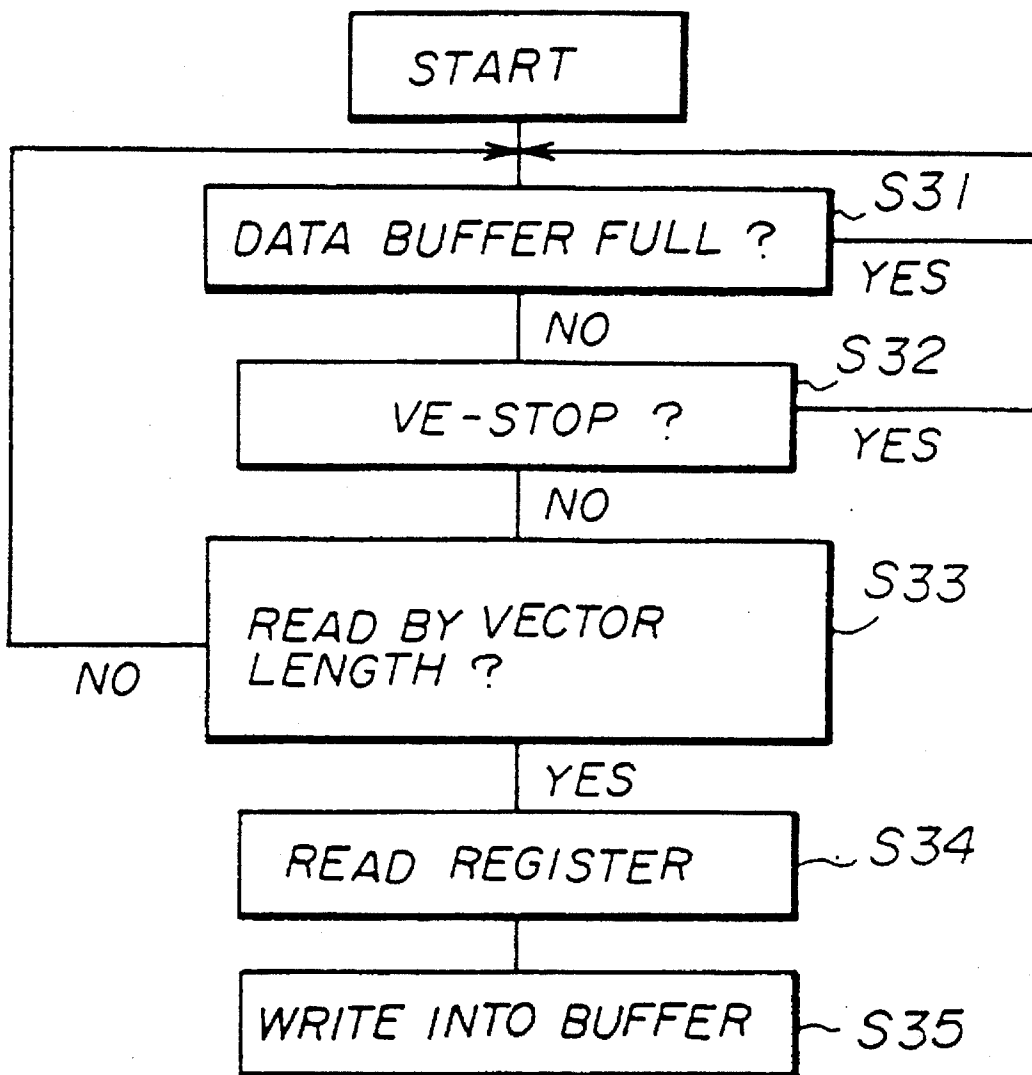 START
S31
DATA BUFFER FULL ?
YES
NO
S32
VE-STOP ?
YES
NO
S33
READ BY VECTOR
LENGTH ?
NO
YES
READ REGISTER
S34
WRITE INTO BUFFER
S35